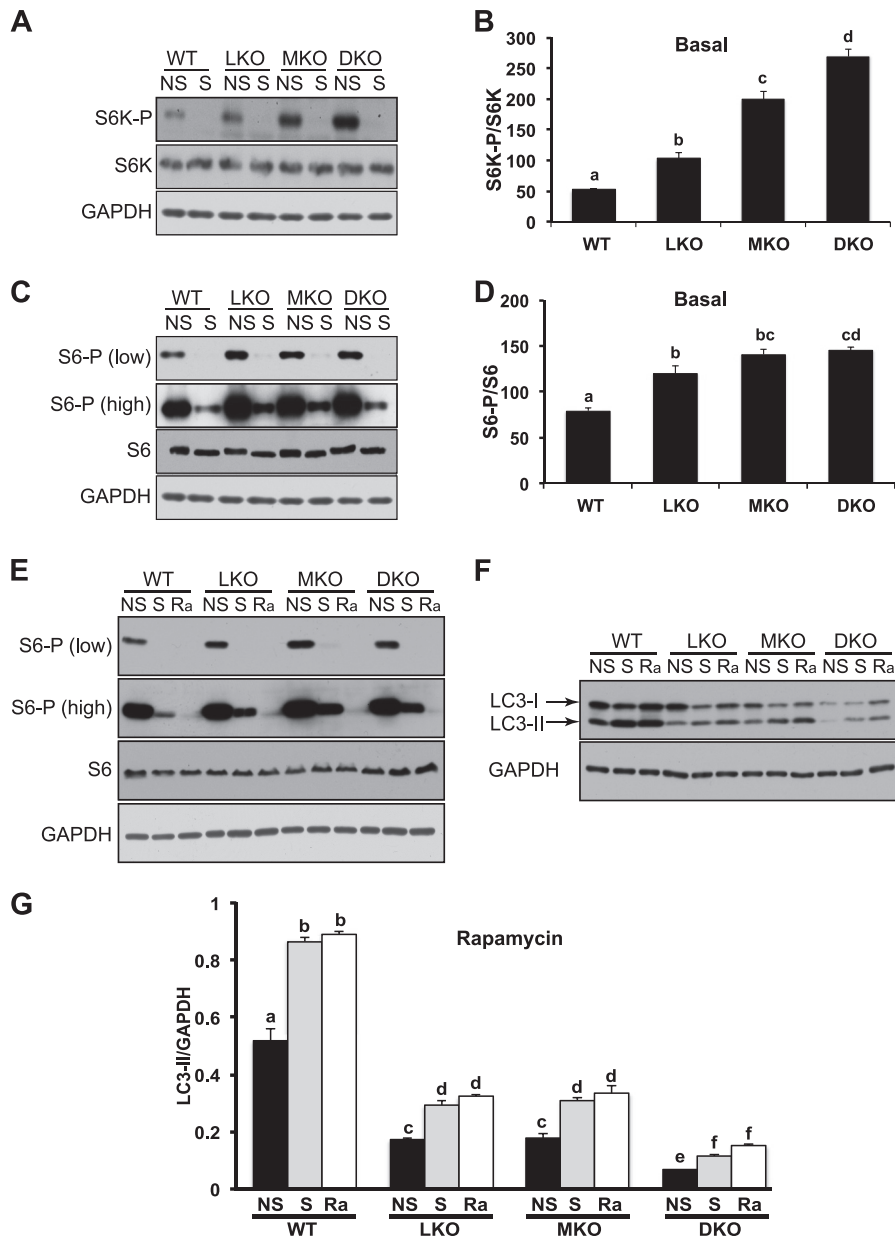 A
WT LKO MKO DKO
NS S NS S NS S NS S
S6K-P
S6K
GAPDH
B
Basal
S6K-P/S6K
300
250
200
150
100
50
0
a
b
c
d
WT LKO MKO DKO
C
WT LKO MKO DKO
NS S NS S NS S NS S
S6-P (low)
S6-P (high)
S6
GAPDH
D
Basal
S6-P/S6
200
150
100
50
0
a
b
bc
cd
WT LKO MKO DKO
E
WT LKO MKO DKO
NS S Ra NS S Ra NS S Ra NS S Ra
S6-P (low)
S6-P (high)
S6
GAPDH
F
WT LKO MKO DKO
NS S Ra NS S Ra NS S Ra NS S Ra
LC3-I
LC3-II
GAPDH
G
Rapamycin
LC3-II/GAPDH
1
0.8
0.6
0.4
0.2
0
a b b
c d d
c d d
e f f
NS S Ra NS S Ra NS S Ra NS S Ra
WT LKO MKO DKO